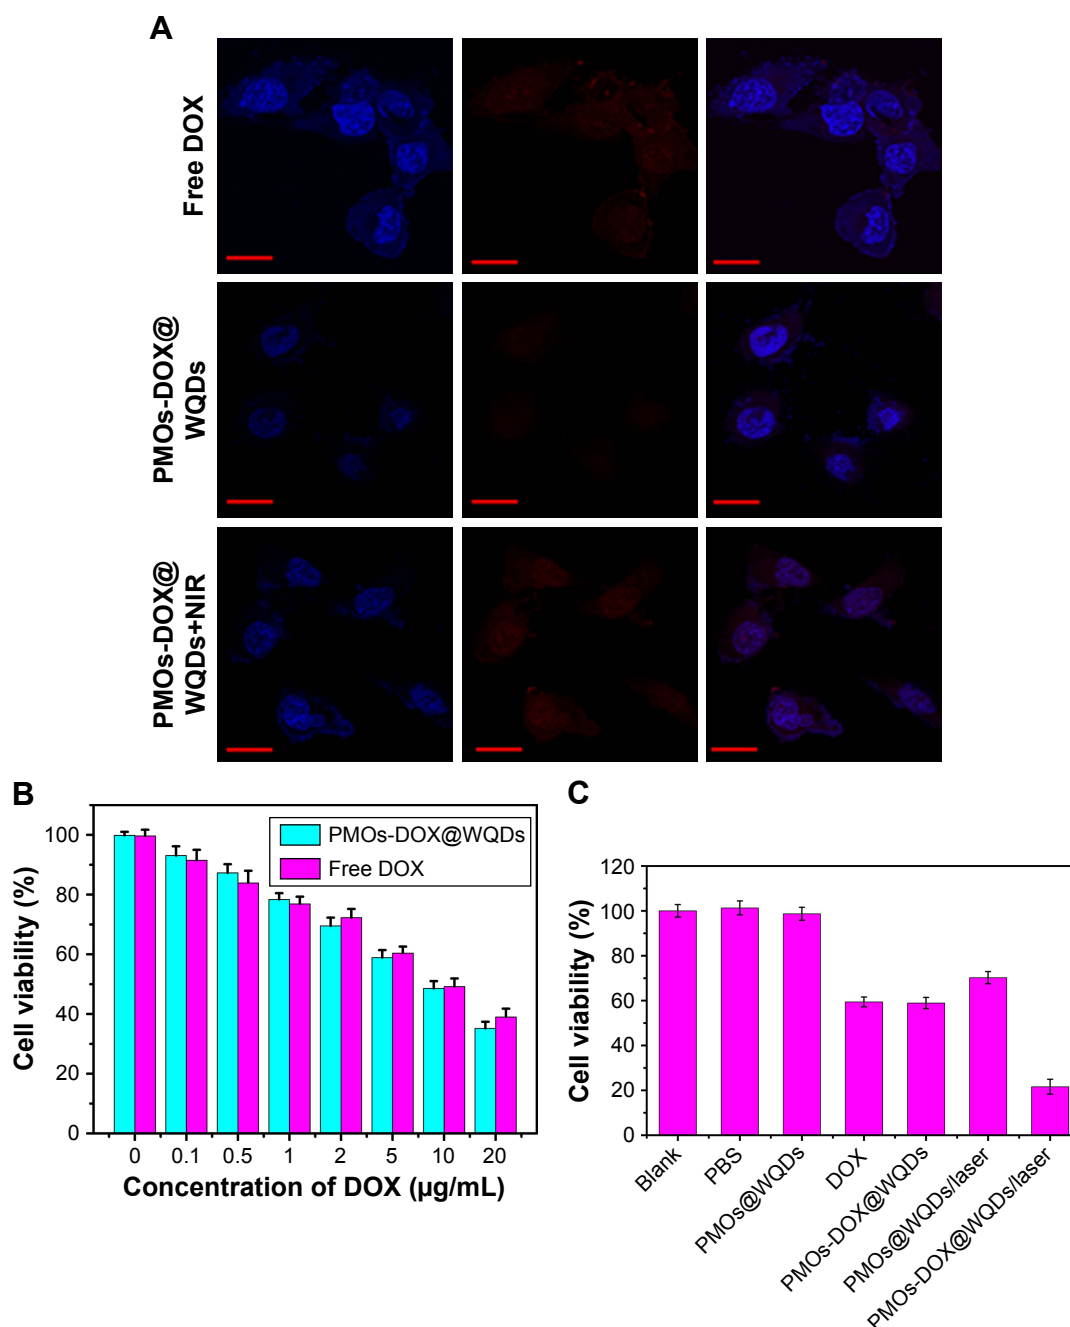 A
Free DOX
PMOs-DOX@
WQDs
PMOs-DOX@
WQDs+NIR
B
PMOs-DOX@WQDs
Free DOX
Cell viability (%)
100
80
60
40
20
0
0 0.1 0.5 1 2 5 10 20
Concentration of DOX (µg/mL)
C
Cell viability (%)
120
100
80
60
40
20
0
Blank
PBS
PMOs@WQDs
DOX
PMOs-DOX@WQDs
PMOs@WQDs/laser
PMOs-DOX@WQDs/laser